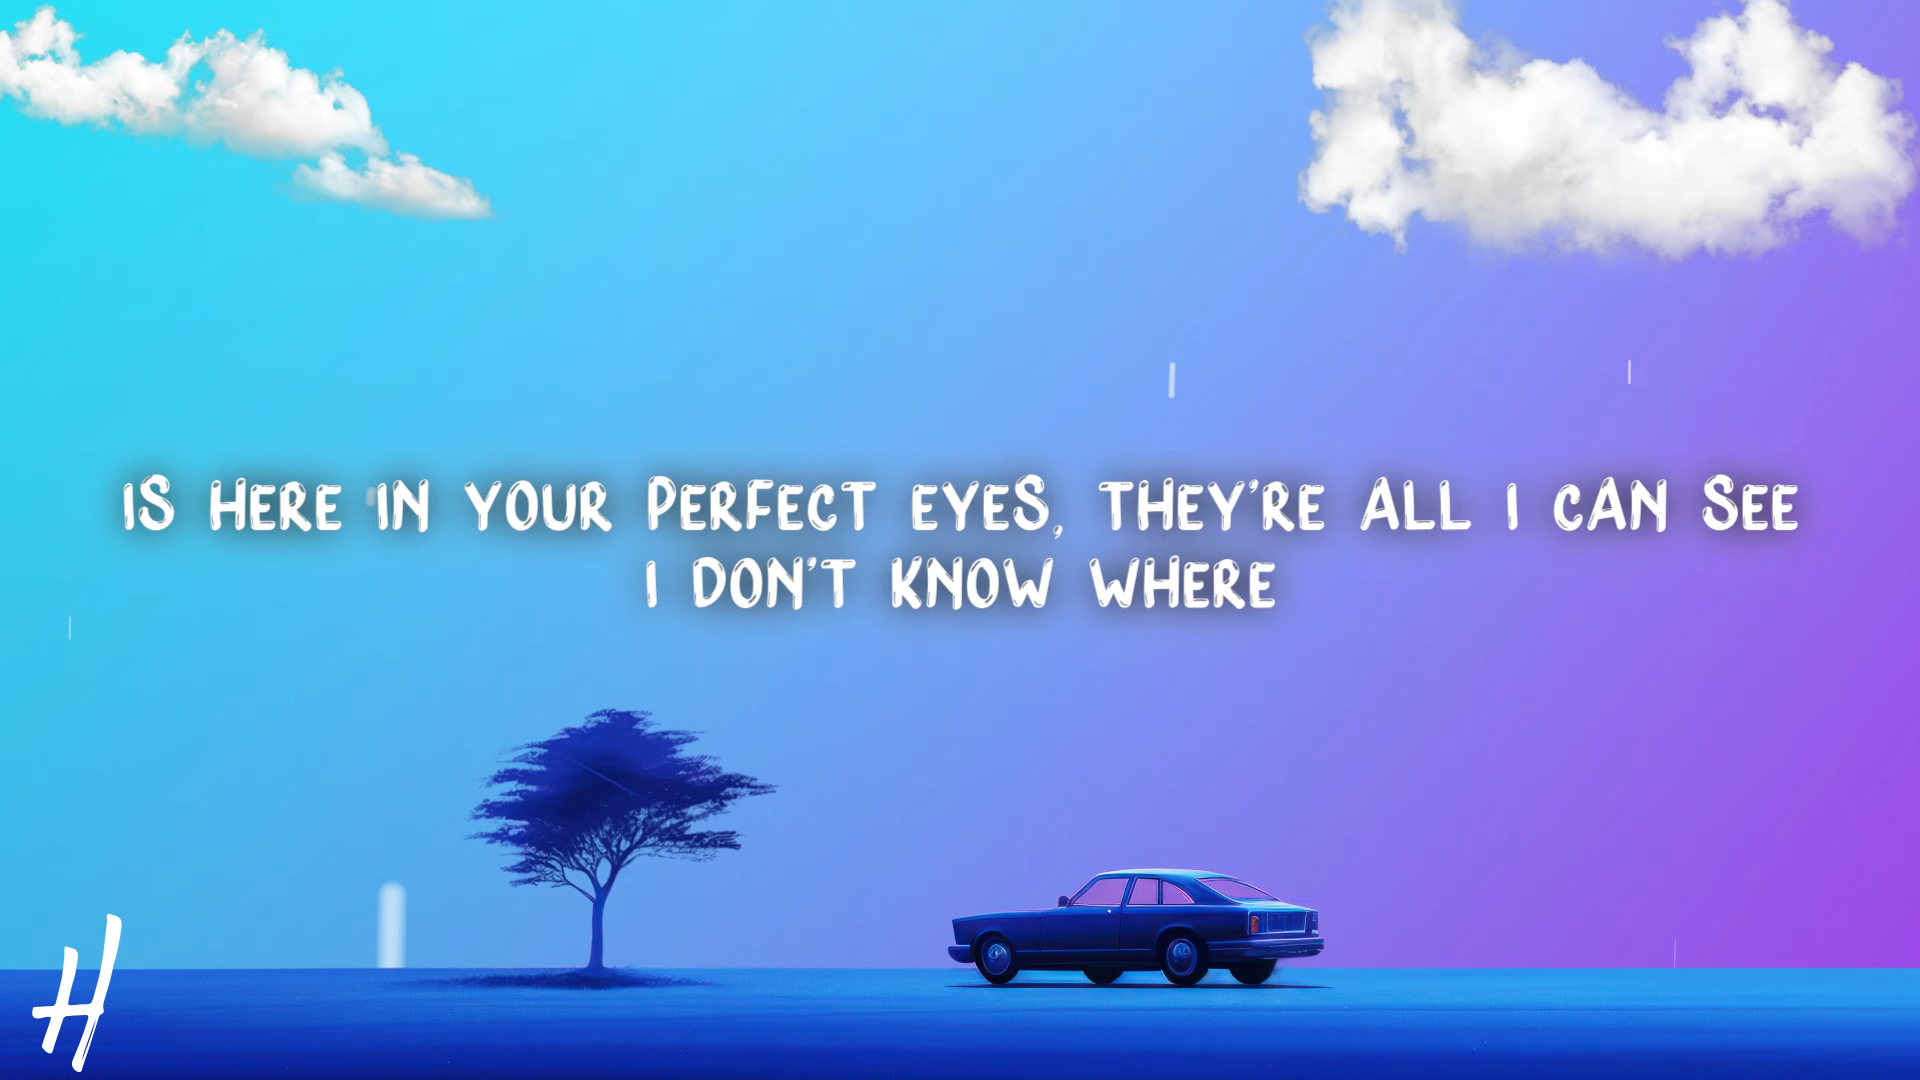 IS HERE IN YOUR PERFECT EYES, THEY'RE ALL I CAN SEE
I DON'T KNOW WHERE
H